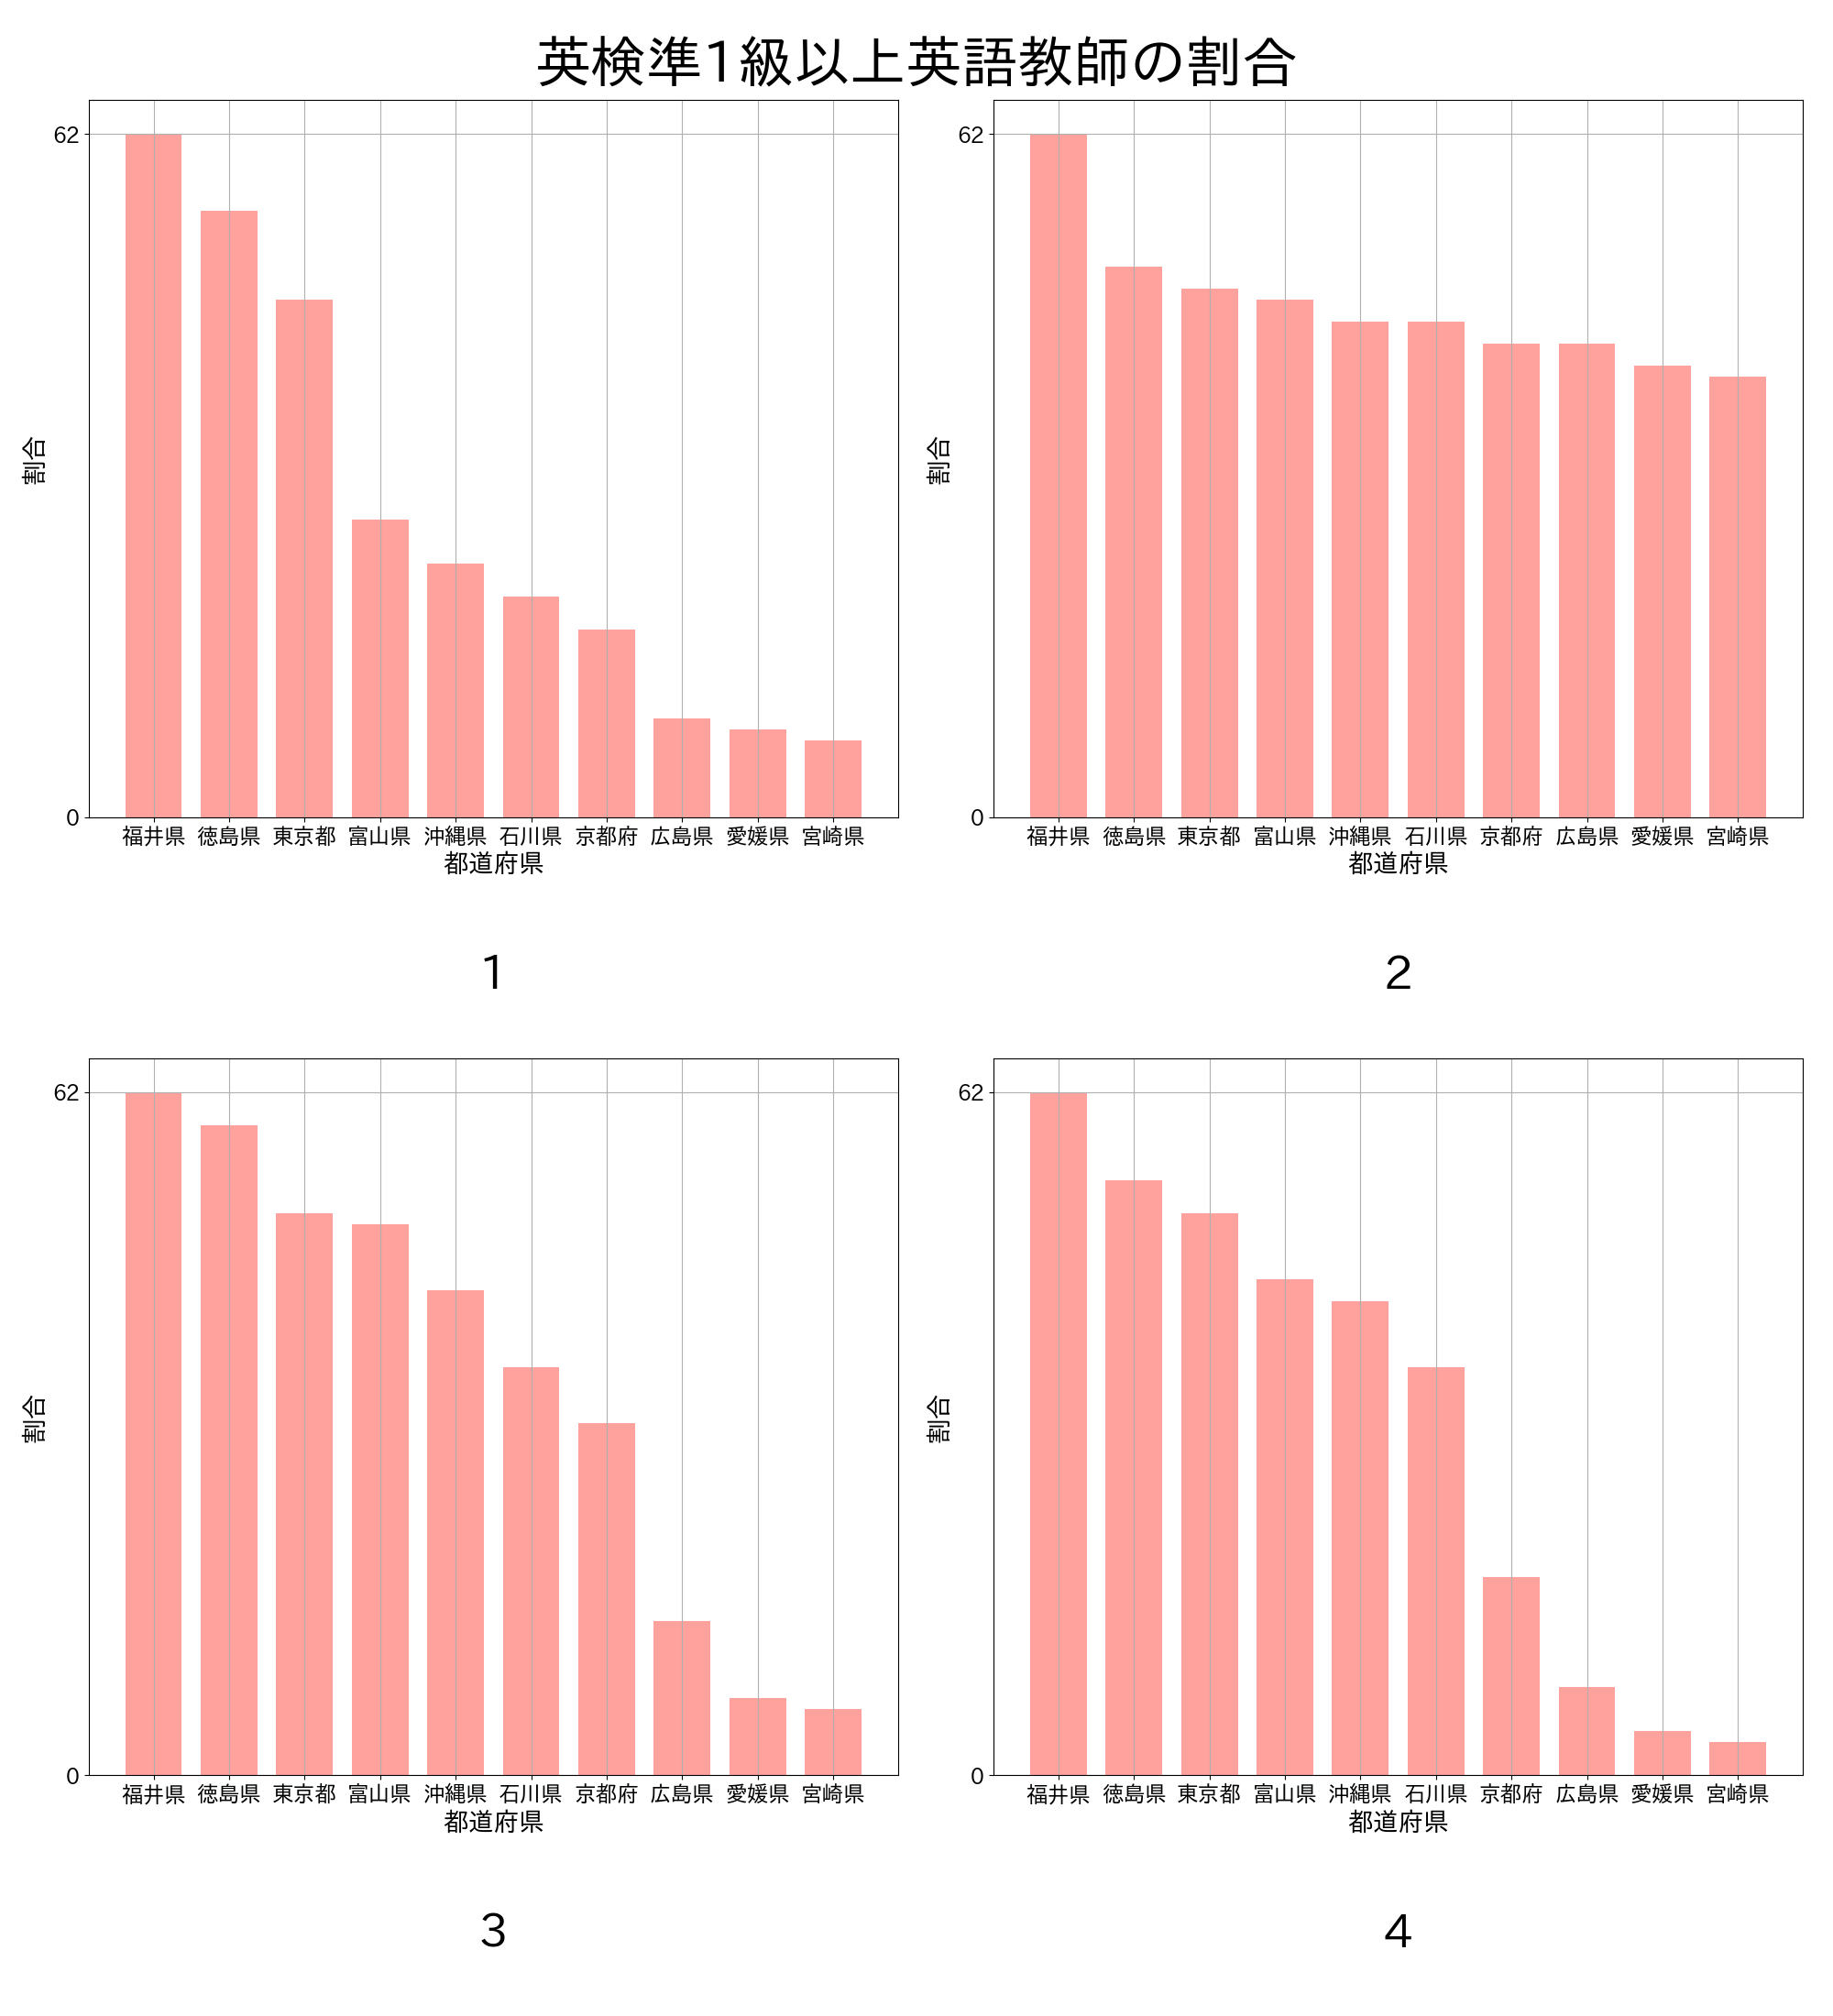 英検準1級以上英語教師の割合
62
0
割合
福井県 徳島県 東京都 富山県 沖縄県 石川県 京都府 広島県 愛媛県 宮崎県
都道府県
1
62
0
割合
福井県 徳島県 東京都 富山県 沖縄県 石川県 京都府 広島県 愛媛県 宮崎県
都道府県
2
62
0
割合
福井県 徳島県 東京都 富山県 沖縄県 石川県 京都府 広島県 愛媛県 宮崎県
都道府県
3
62
0
割合
福井県 徳島県 東京都 富山県 沖縄県 石川県 京都府 広島県 愛媛県 宮崎県
都道府県
4